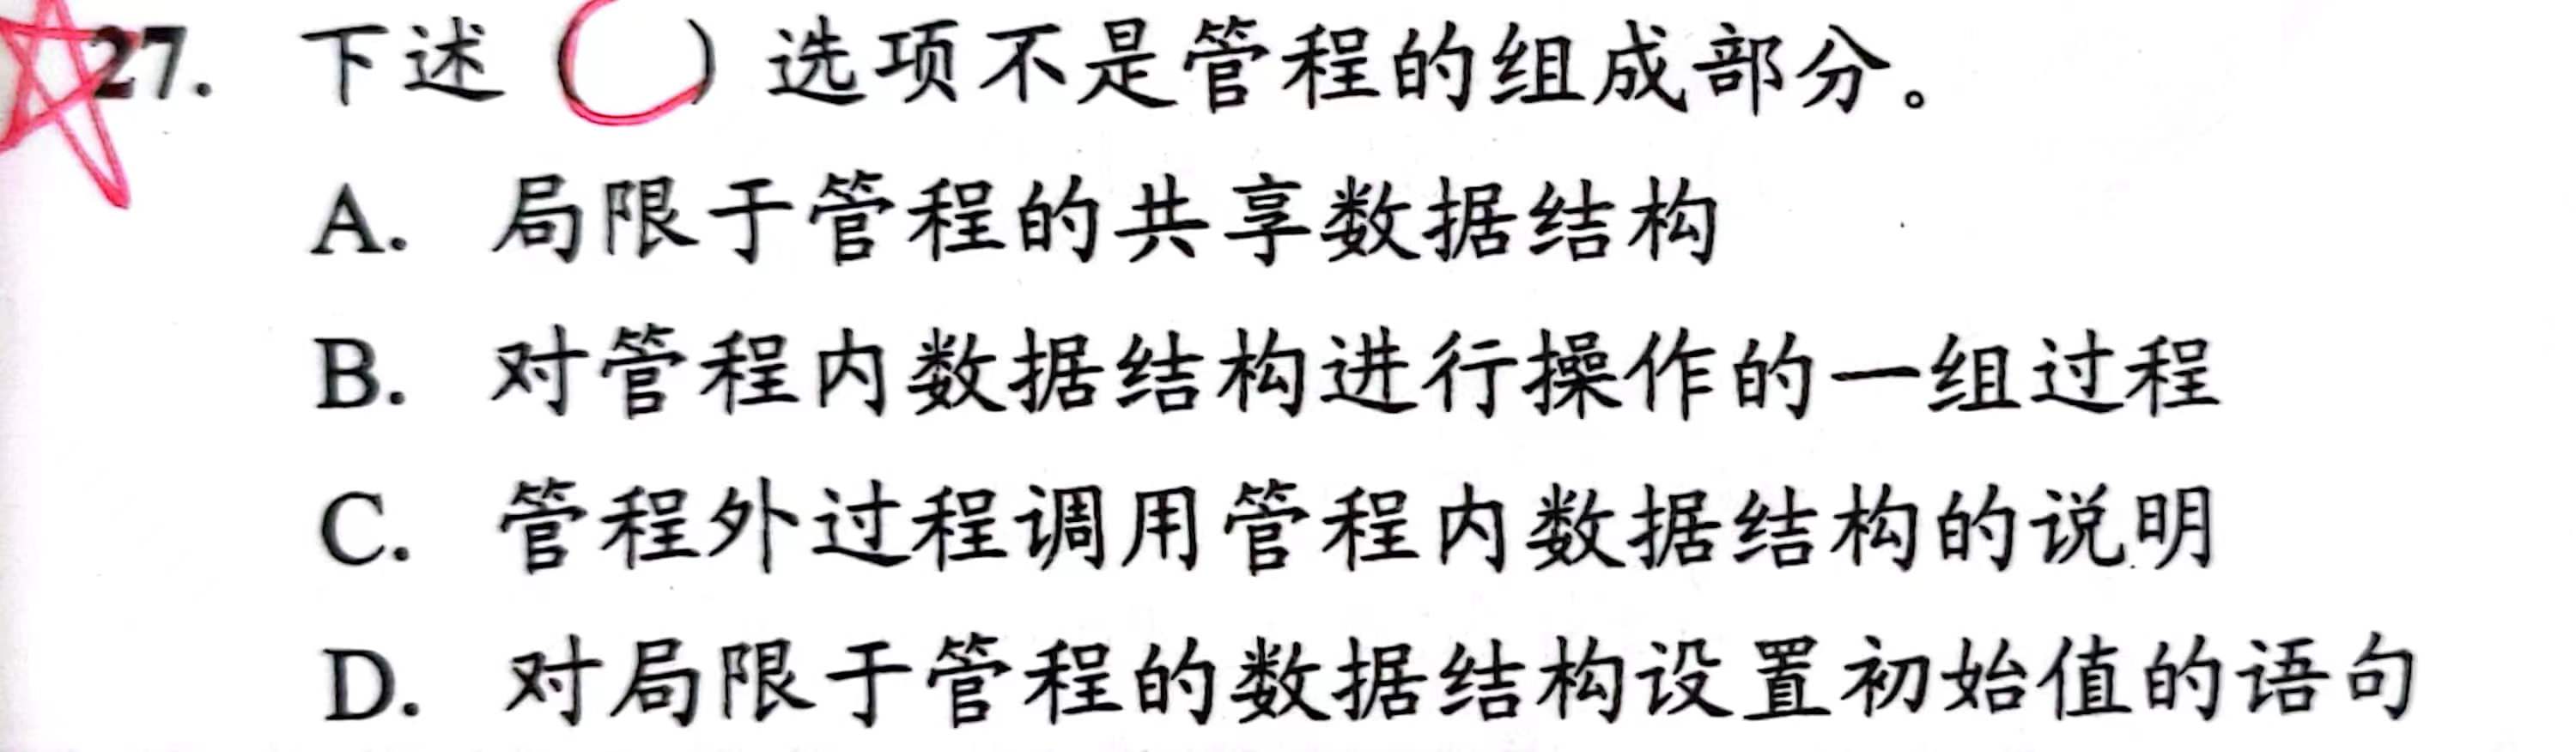 27. 下述（C）选项不是管程的组成部分。
A. 局限于管程的共享数据结构
B. 对管程内数据结构进行操作的一组过程
C. 管程外过程调用管程内数据结构的说明
D. 对局限于管程的数据结构设置初始值的语句